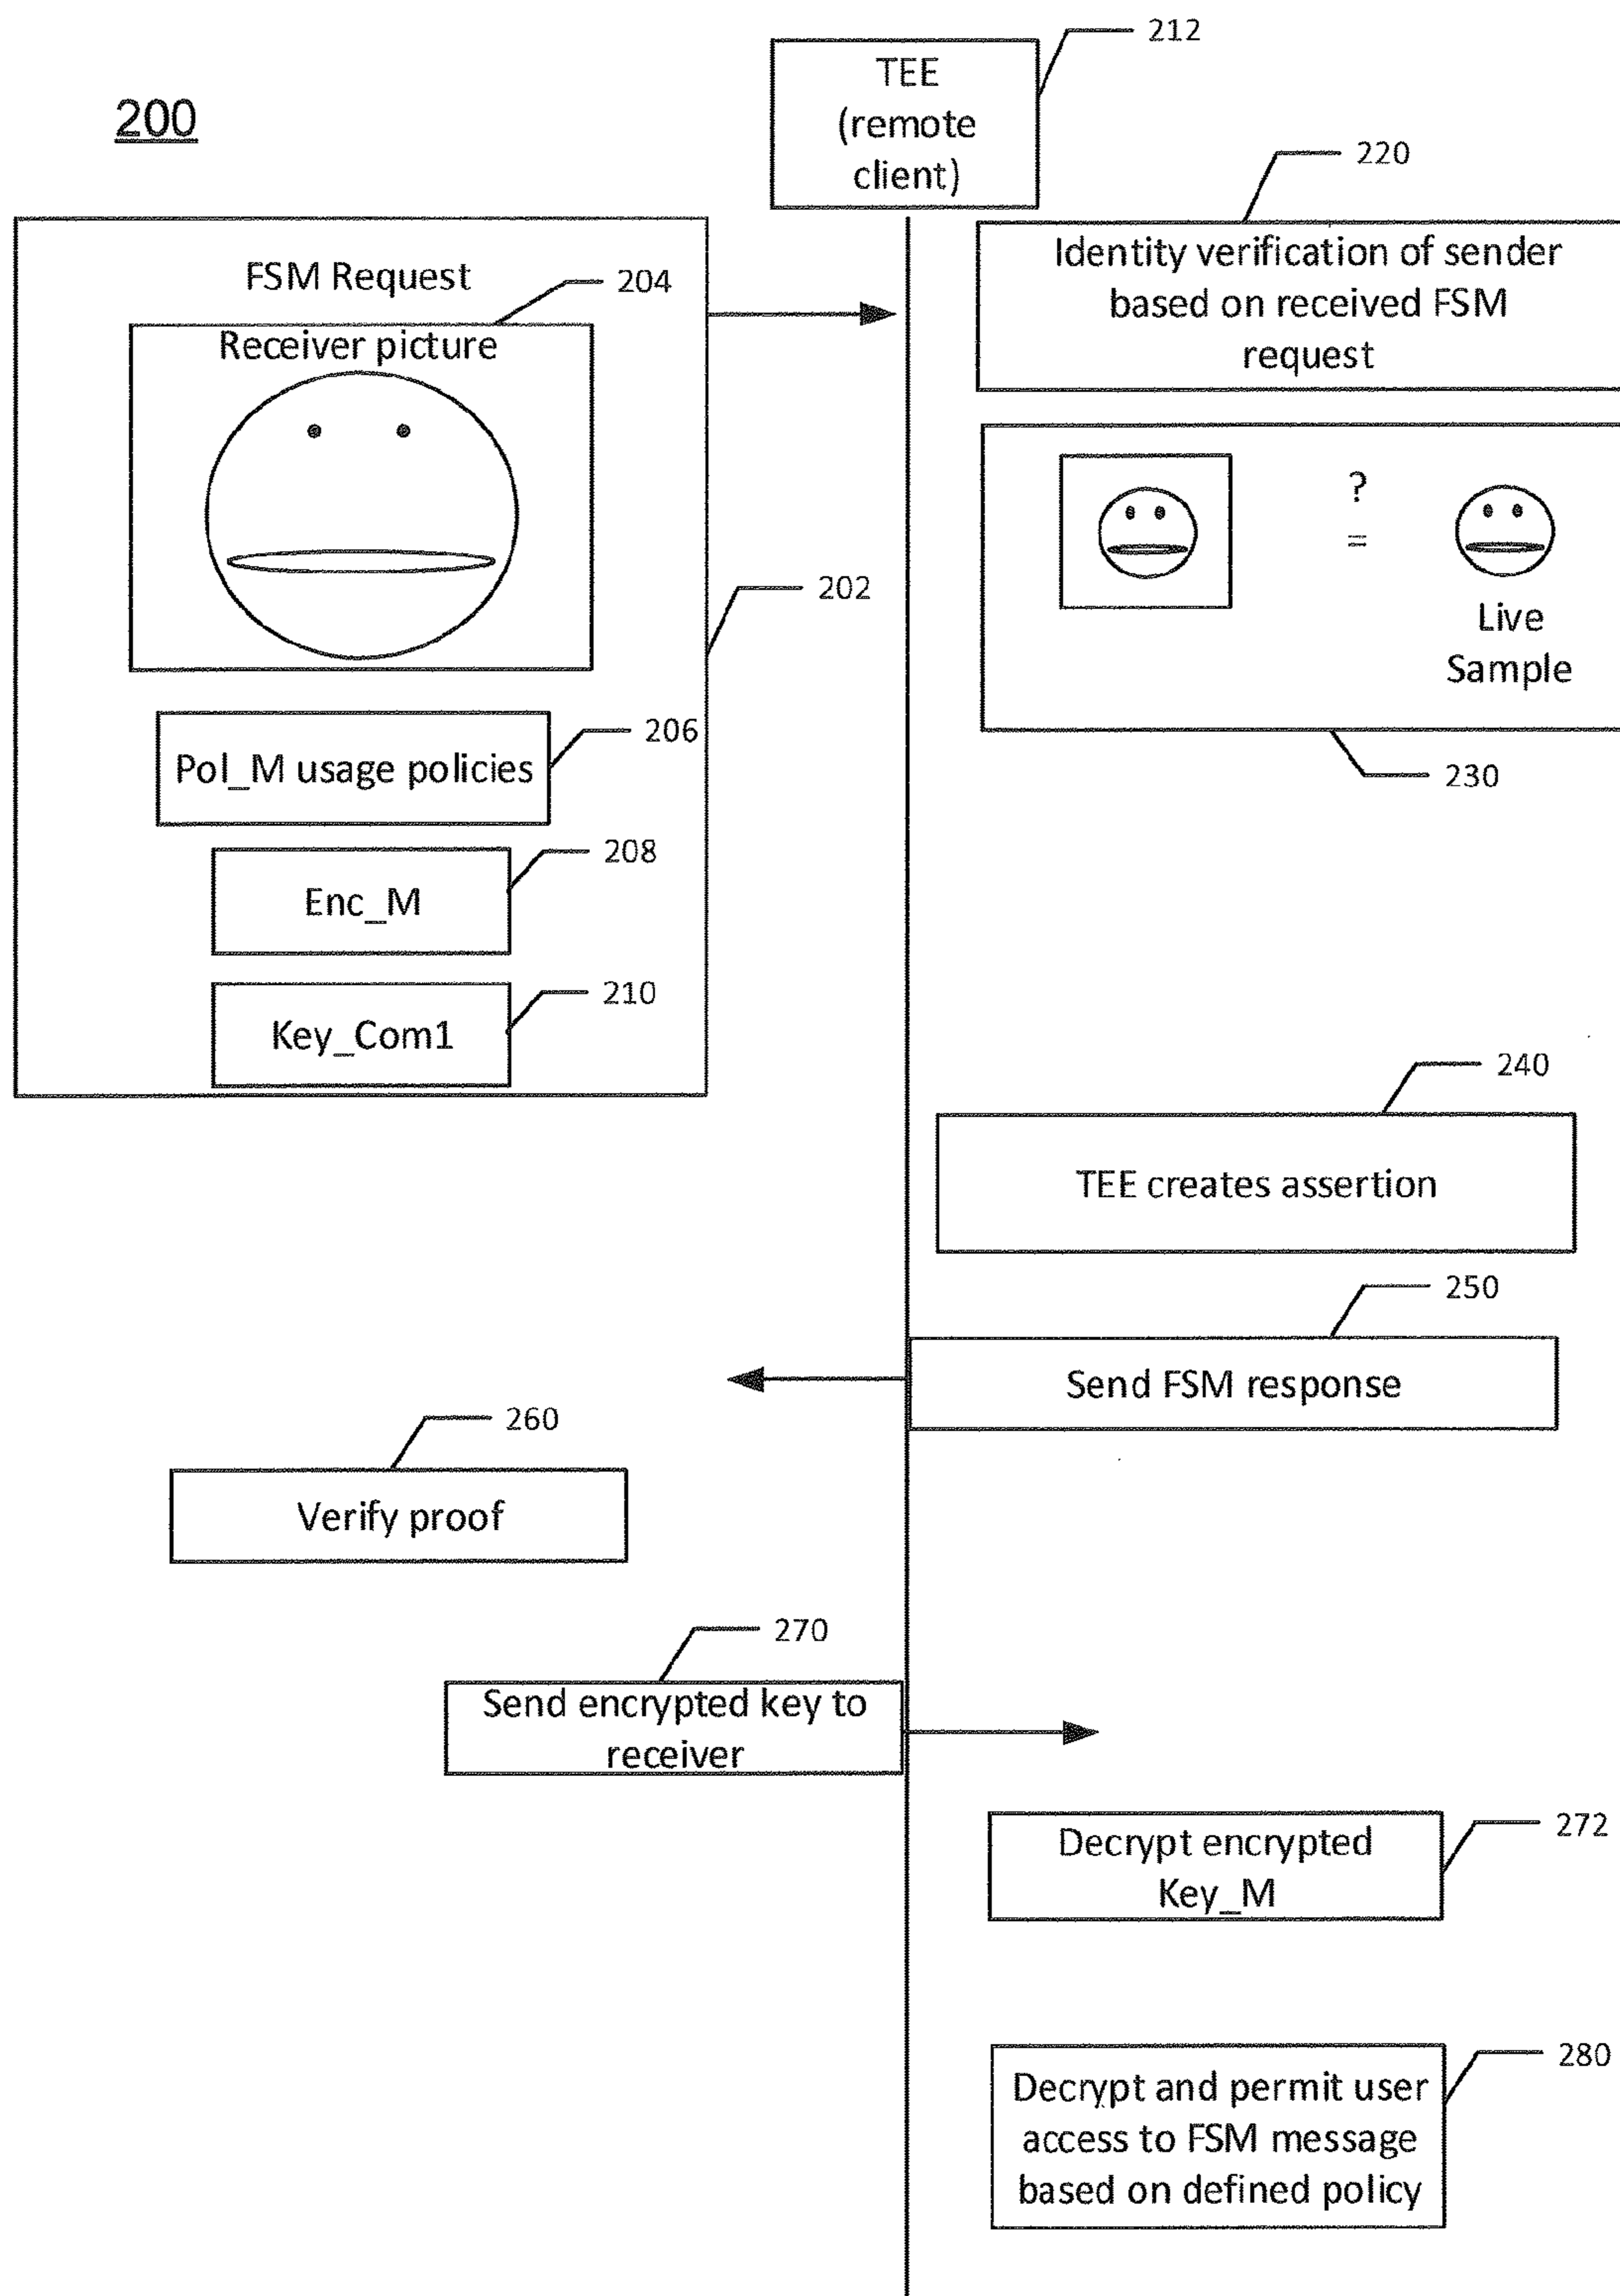 200
212
TEE
(remote
client)
220
Identity verification of sender
based on received FSM
request
FSM Request
204
Receiver picture
?
=
Live
Sample
202
230
206
Pol_M usage policies
208
Enc_M
210
Key_Com1
240
TEE creates assertion
250
Send FSM response
260
Verify proof
270
Send encrypted key to
receiver
272
Decrypt encrypted
Key_M
280
Decrypt and permit user
access to FSM message
based on defined policy